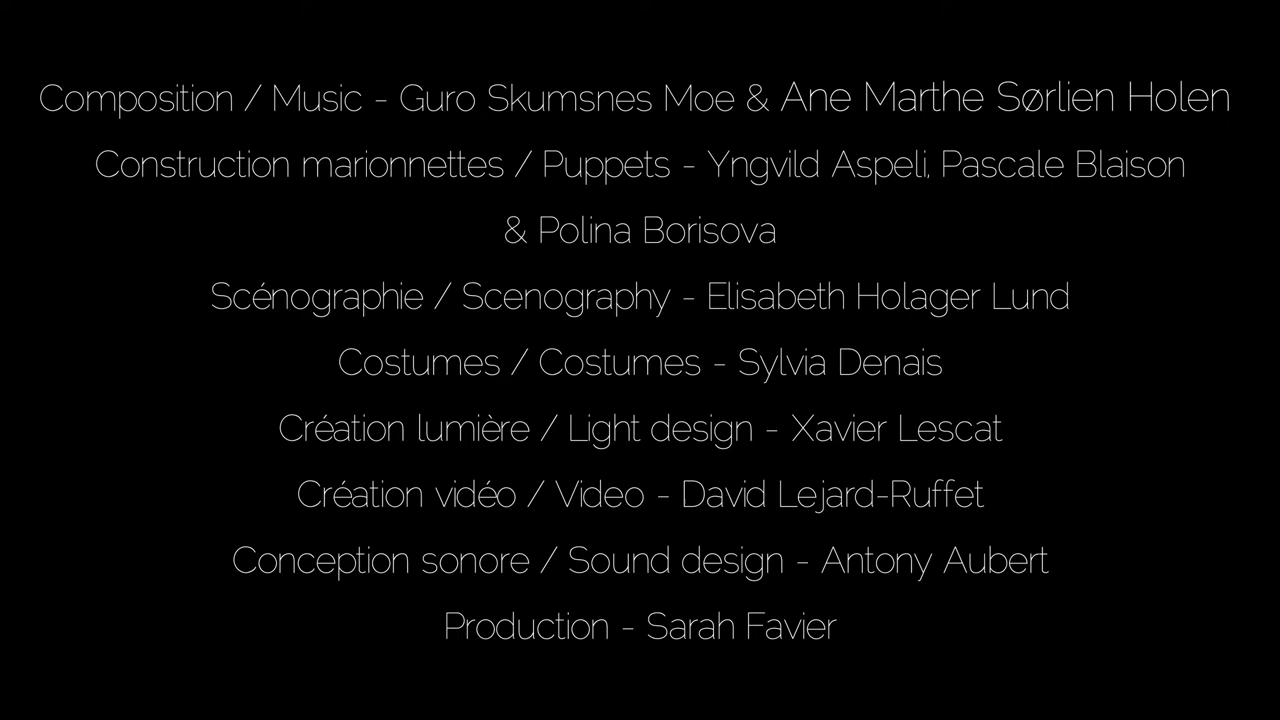 Composition / Music - Guro Skumsnes Moe & Ane Marthe Sørlien Holen
Construction marionnettes / Puppets - Yngvild Aspeli, Pascale Blaison
& Polina Borisova
Scénographie / Scenography - Elisabeth Holager Lund
Costumes / Costumes - Sylvia Denais
Création lumière / Light design - Xavier Lescat
Création vidéo / Video - David Lejard-Ruffet
Conception sonore / Sound design - Antony Aubert
Production - Sarah Favier